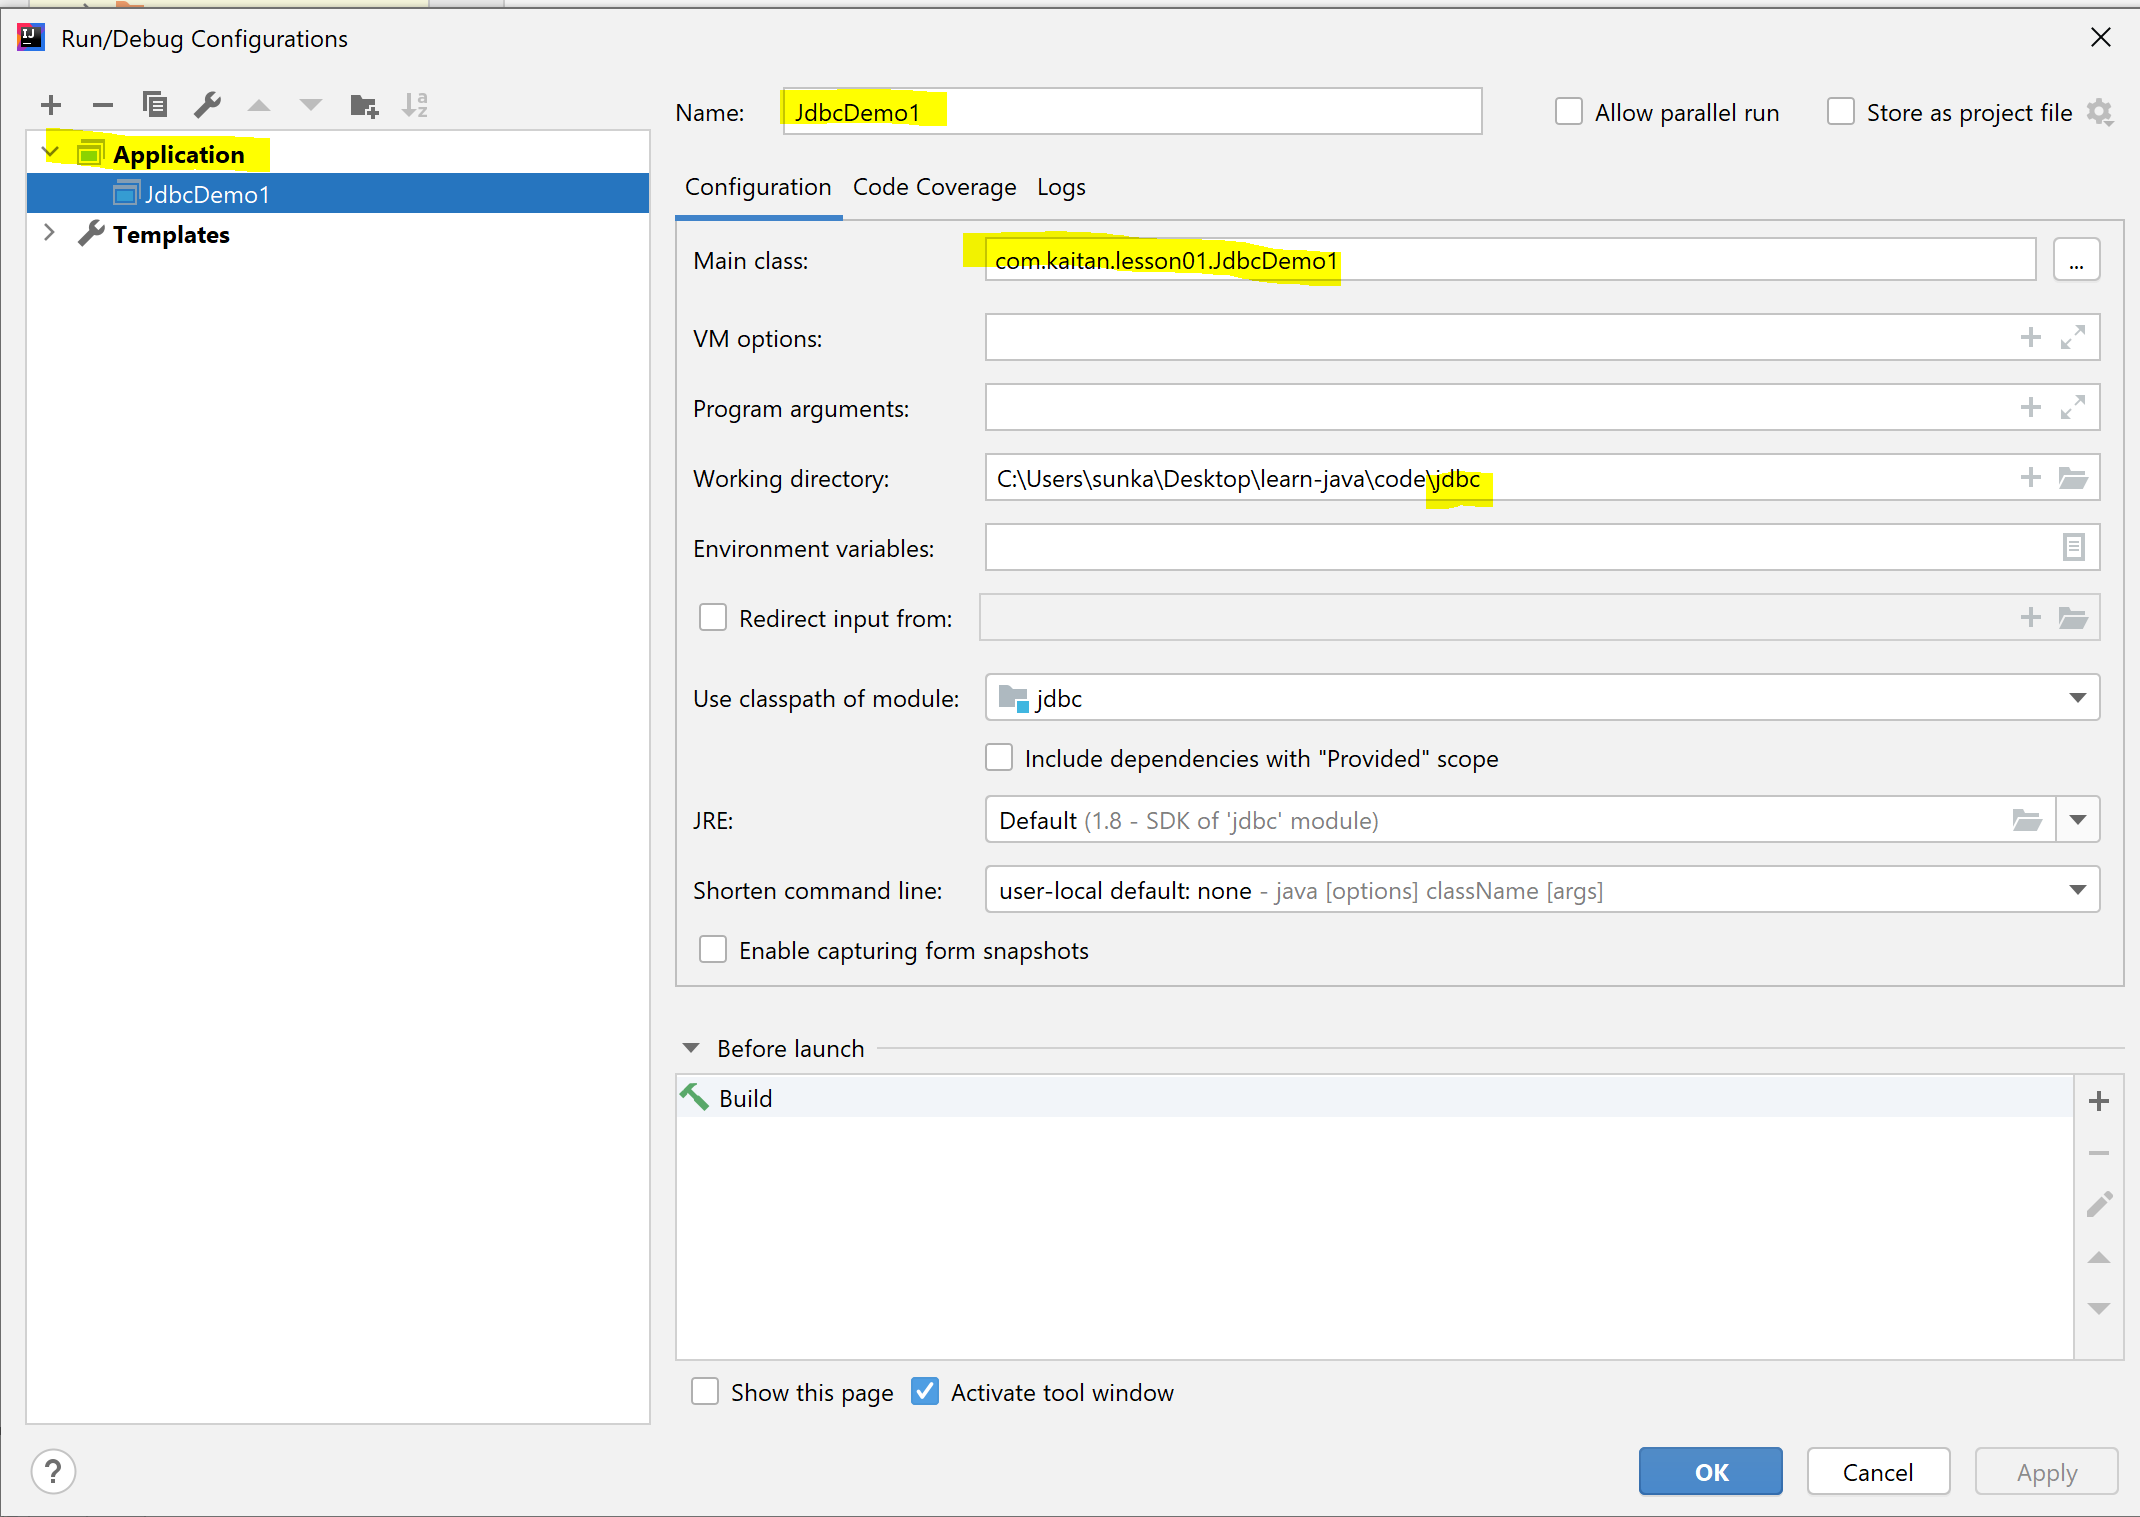 Run/Debug Configurations
Application
JdbcDemo1
Templates
Name: JdbcDemo1
Allow parallel run
Store as project file
Configuration Code Coverage Logs
Main class: com.kaitan.lesson01.JdbcDemo1 ...
VM options:
Program arguments:
Working directory: C:\Users\sunka\Desktop\learn-java\code\jdbc
Environment variables:
Redirect input from:
Use classpath of module: jdbc
Include dependencies with "Provided" scope
JRE: Default (1.8 - SDK of 'jdbc' module)
Shorten command line: user-local default: none - java [options] className [args]
Enable capturing form snapshots
Before launch
Build
Show this page Activate tool window
? OK Cancel Apply